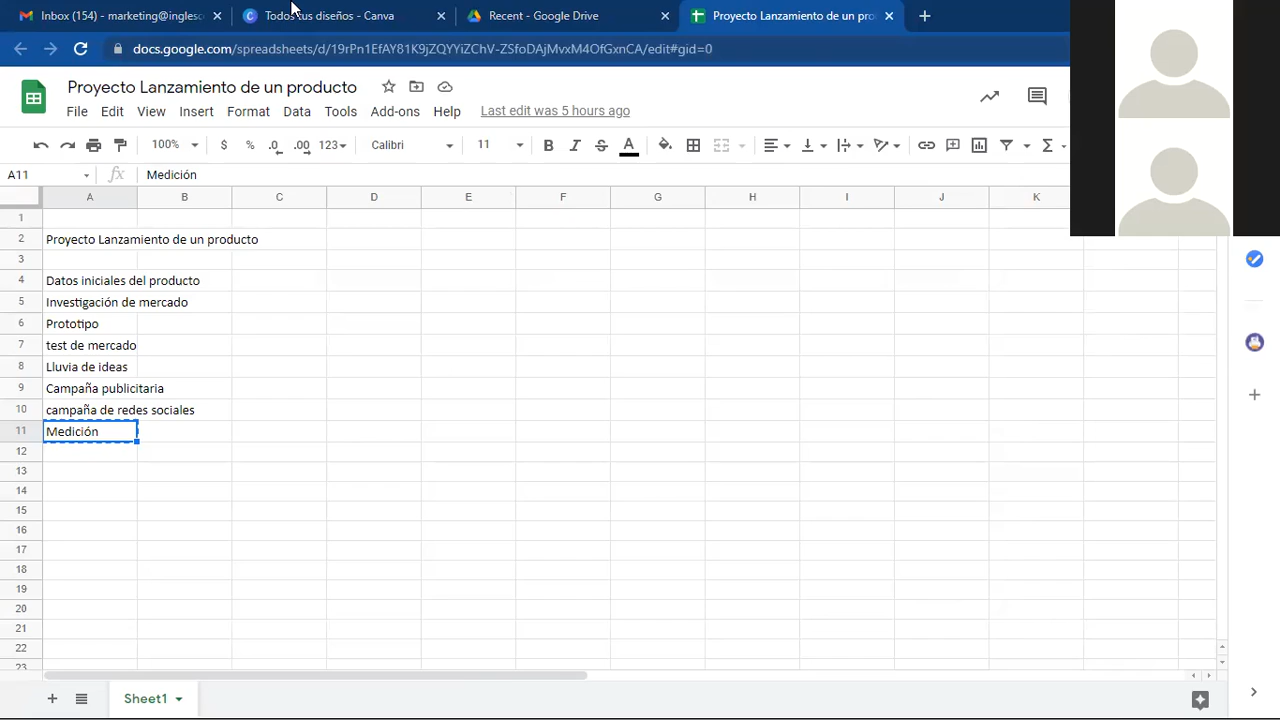 Inbox (154) - marketing@inglesc
Todos tus diseños - Canva
Recent - Google Drive
Proyecto Lanzamiento de un pro
docs.google.com/spreadsheets/d/19rPn1EfAY81K9jZQYYiZChV-ZSfoDAjMvxM4OfGxnCA/edit#gid=0
Proyecto Lanzamiento de un producto
File Edit View Insert Format Data Tools Add-ons Help Last edit was 5 hours ago
100% $ % .0 .00 123 Calibri 11 B I S A Σ
A11 fx Medición
A B C D E F G H I J K
1
2 Proyecto Lanzamiento de un producto
3
4 Datos iniciales del producto
5 Investigación de mercado
6 Prototipo
7 test de mercado
8 Lluvia de ideas
9 Campaña publicitaria
10 campaña de redes sociales
11 Medición
12
13
14
15
16
17
18
19
20
21
22
23
Sheet1